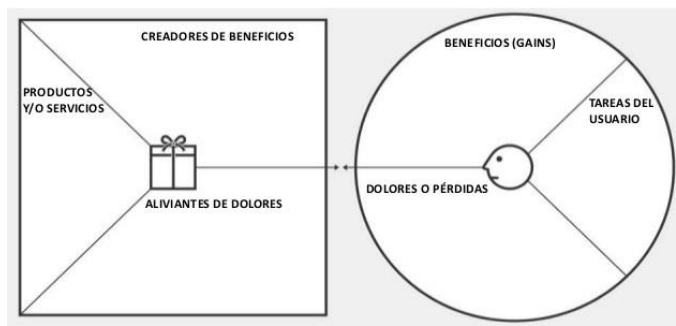 CREADORES DE BENEFICIOS
PRODUCTOS
Y/O SERVICIOS
ALIVIANTES DE DOLORES
BENEFICIOS (GAINS)
TAREAS DEL
USUARIO
DOLORES O PÉRDIDAS